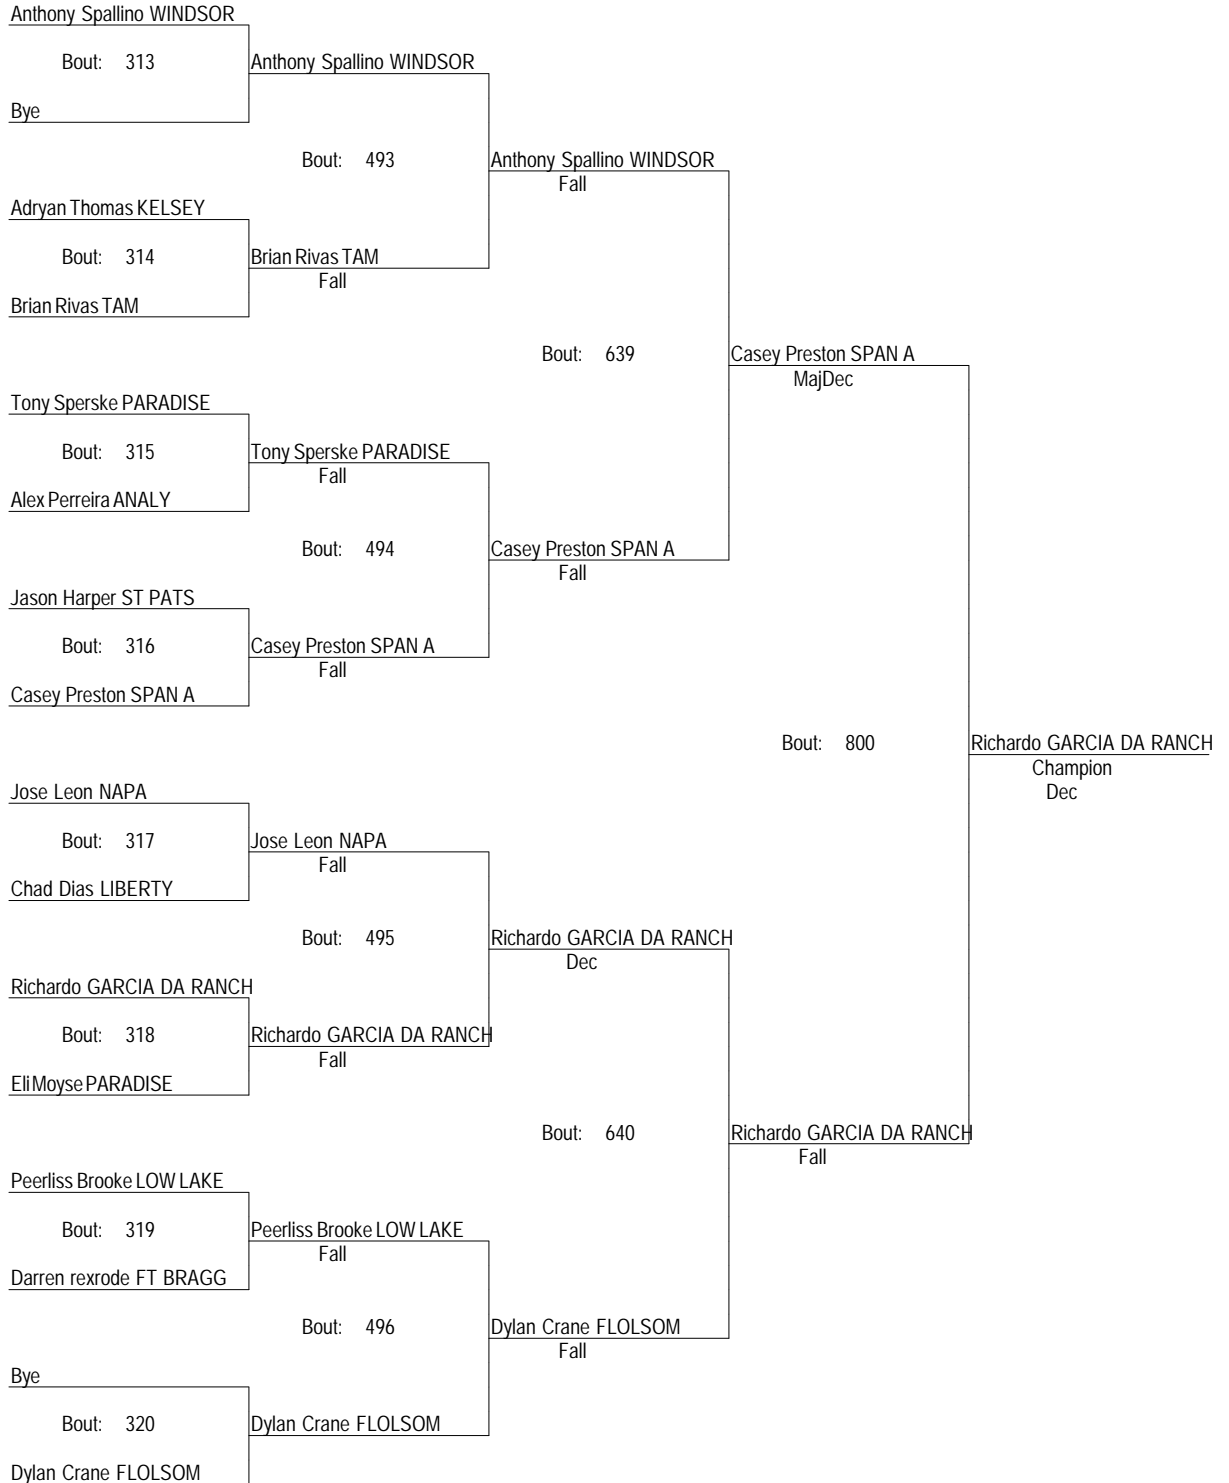 Anthony Spallino WINDSOR
Bout: 313
Anthony Spallino WINDSOR
Bye
Bout: 493
Anthony Spallino WINDSOR
Fall
Adryan Thomas KELSEY
Bout: 314
Brian Rivas TAM
Fall
Brian Rivas TAM
Bout: 639
Casey Preston SPAN A
MajDec
Tony Sperske PARADISE
Bout: 315
Tony Sperske PARADISE
Fall
Alex Perreira ANALY
Bout: 494
Casey Preston SPAN A
Fall
Jason Harper ST PATS
Bout: 316
Casey Preston SPAN A
Fall
Casey Preston SPAN A
Bout: 800
Richardo GARCIA DA RANCH
Champion
Dec
Jose Leon NAPA
Bout: 317
Jose Leon NAPA
Fall
Chad Dias LIBERTY
Bout: 495
Richardo GARCIA DA RANCH
Dec
Richardo GARCIA DA RANCH
Bout: 318
Richardo GARCIA DA RANCH
Fall
Eli Moyse PARADISE
Bout: 640
Richardo GARCIA DA RANCH
Fall
Peerliss Brooke LOW LAKE
Bout: 319
Peerliss Brooke LOW LAKE
Fall
Darren rexrode FT BRAGG
Bout: 496
Dylan Crane FLOLSOM
Fall
Bye
Bout: 320
Dylan Crane FLOLSOM
Dylan Crane FLOLSOM